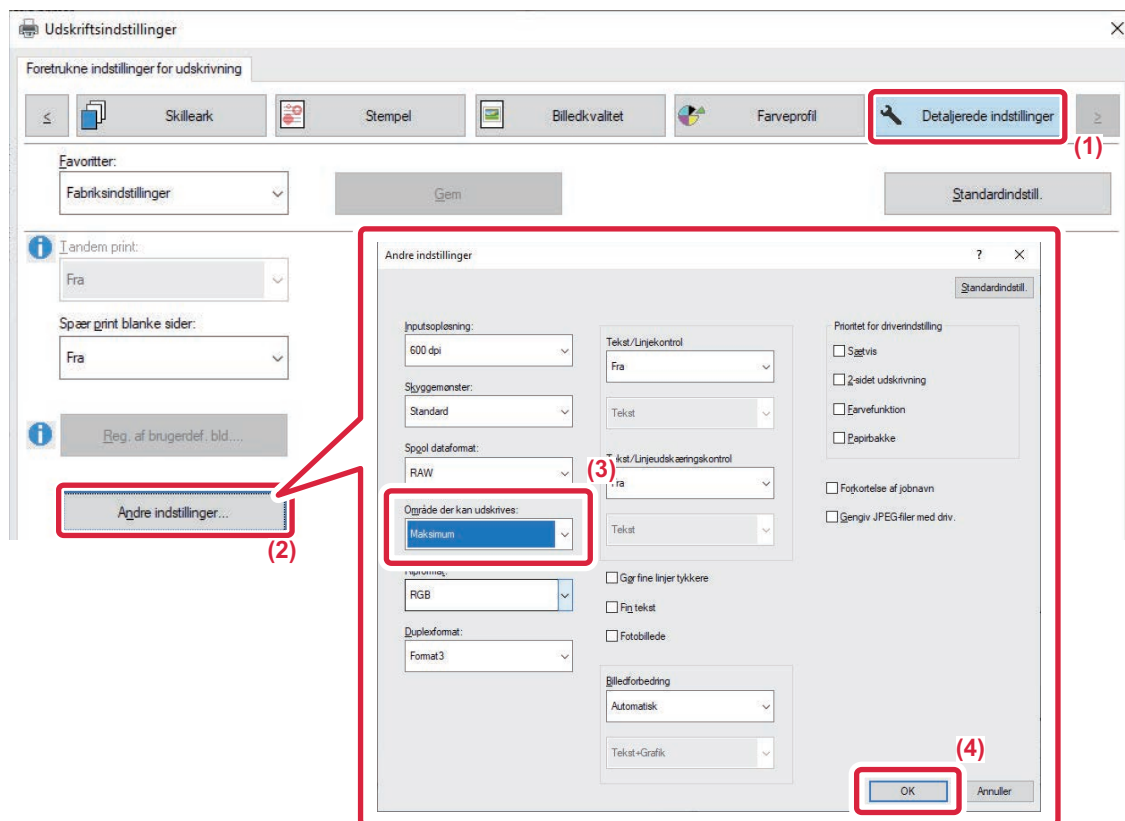 Udskriftsindstillinger
Foretrukne indstillinger for udskrivning
<
Skilleark
Stempel
Billedkvalitet
Farveprofil
Detaljerede indstillinger
>
(1)
Favoritter:
Fabriksindstillinger
Gem
Standardindstill.
Tandem print:
Fra
Spær print blanke sider:
Fra
Reg. af brugerdef. bld....
Andre indstillinger...
(2)
Andre indstillinger
?
Standardindstill.
Inputsopløsning:
600 dpi
Skyggemønster:
Standard
Spool dataformat:
RAW
(3)
Område der kan udskrives:
Maksimum
RGB
Duplexformat:
Format3
Tekst/Linjekontrol
Fra
Tekst
Tekst/Linjeudskæringskontrol
Fra
Tekst
Gør fine linjer tykkere
Fin tekst
Fotobillede
Billedforbedring
Automatisk
Tekst+Grafik
Prioritet for driverindstilling
Sætvis
2-sidet udskrivning
Farvefunktion
Papirbakke
Forkortelse af jobnavn
Gengiv JPEG-filer med driv.
(4)
OK
Annuller